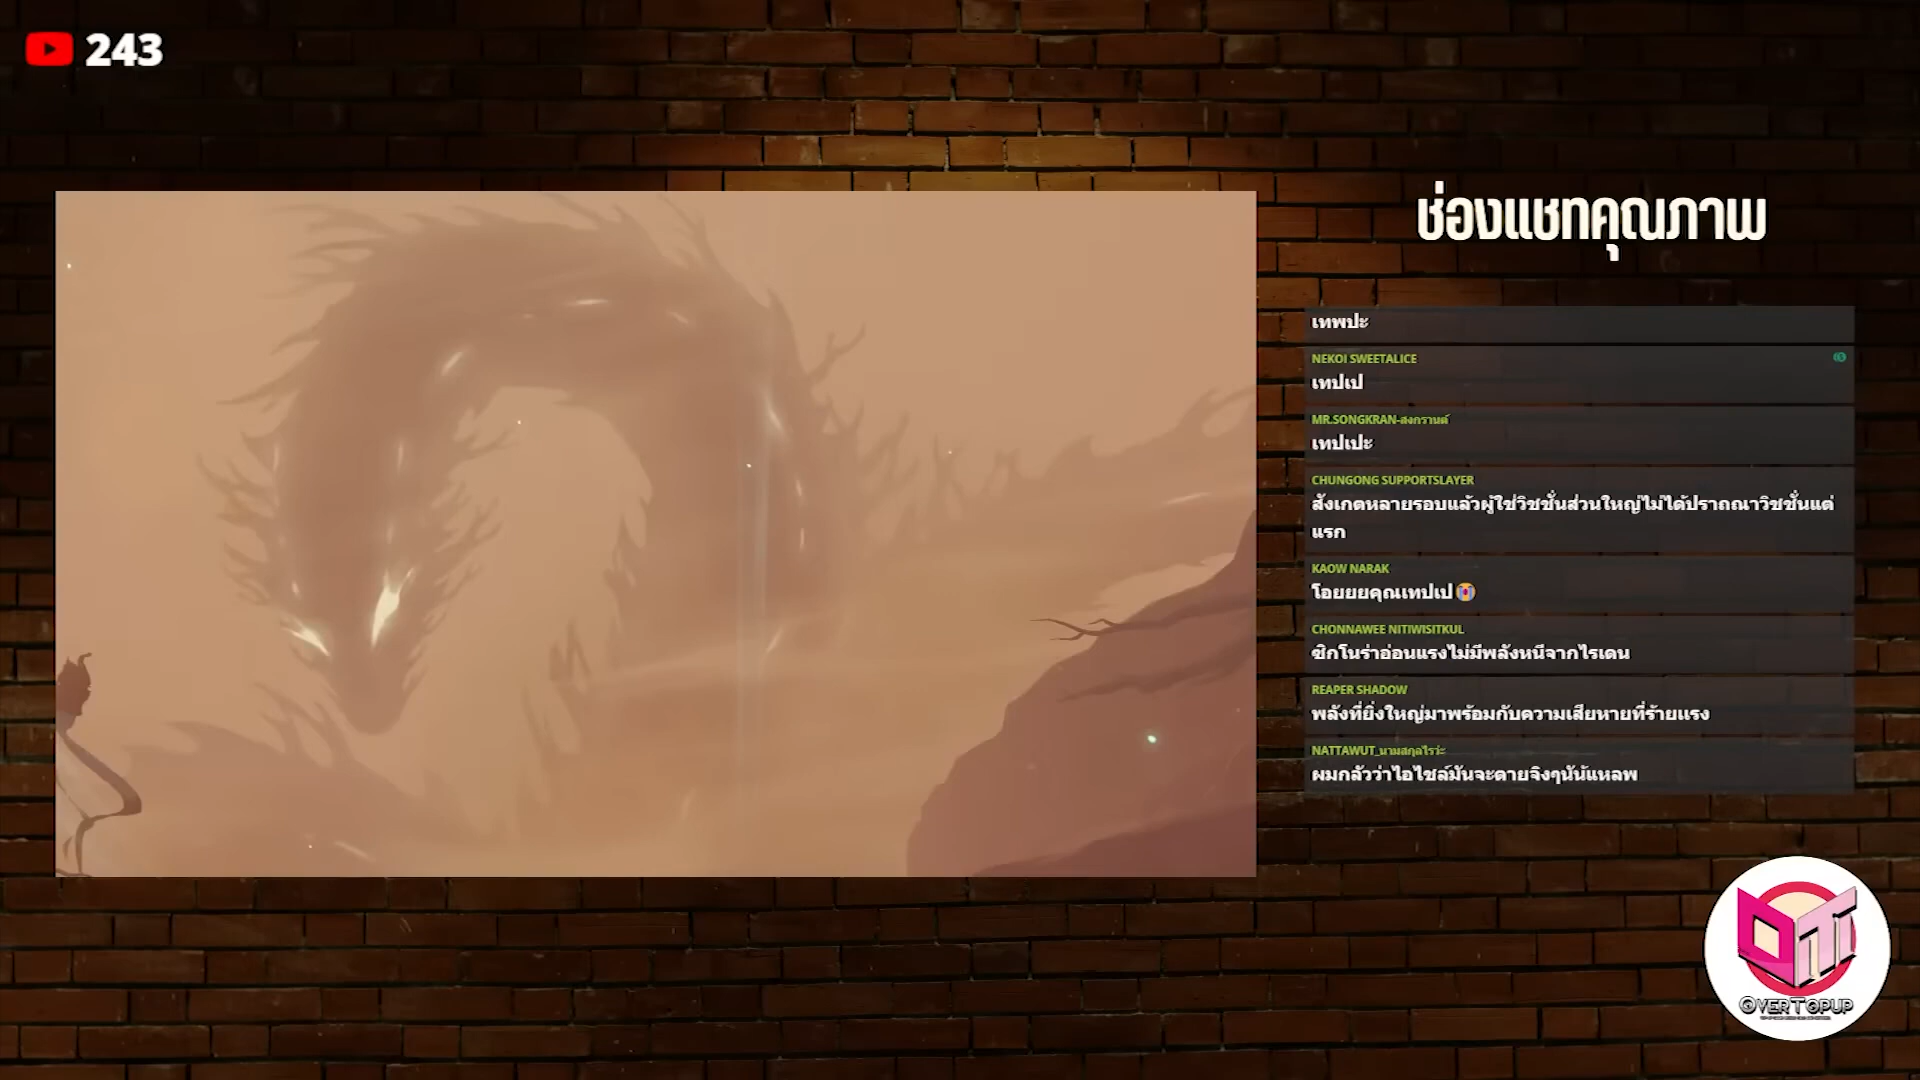 243
ช่องแชทคุณภาพ
เทพปะ
NEKOI SWEETALICE
เทปเป
MR.SONGKRAN-สงกรานต์
เทปเปะ
CHUNGONG SUPPORTSLAYER
สังเกตหลายรอบแล้วผู้ใช่วิชชั่นส่วนใหญ่ไม่ได้ปราถณาวิชชั่นแต่
แรก
KAOW NARAK
โอยยยคุณเทปเป
CHONNAWEE NITIWISITKUL
ซิกโนร่าอ่อนแรงไม่มีพลังหนีจากไรเดน
REAPER SHADOW
พลังที่ยิ่งใหญ่มาพร้อมกับความเสียหายที่ร้ายแรง
NATTAWUT_นามสกุลไรว่ะ
ผมกลัวว่าไอไซล์มันจะตายจิงๆนันแหลพ
OVERTOPUP